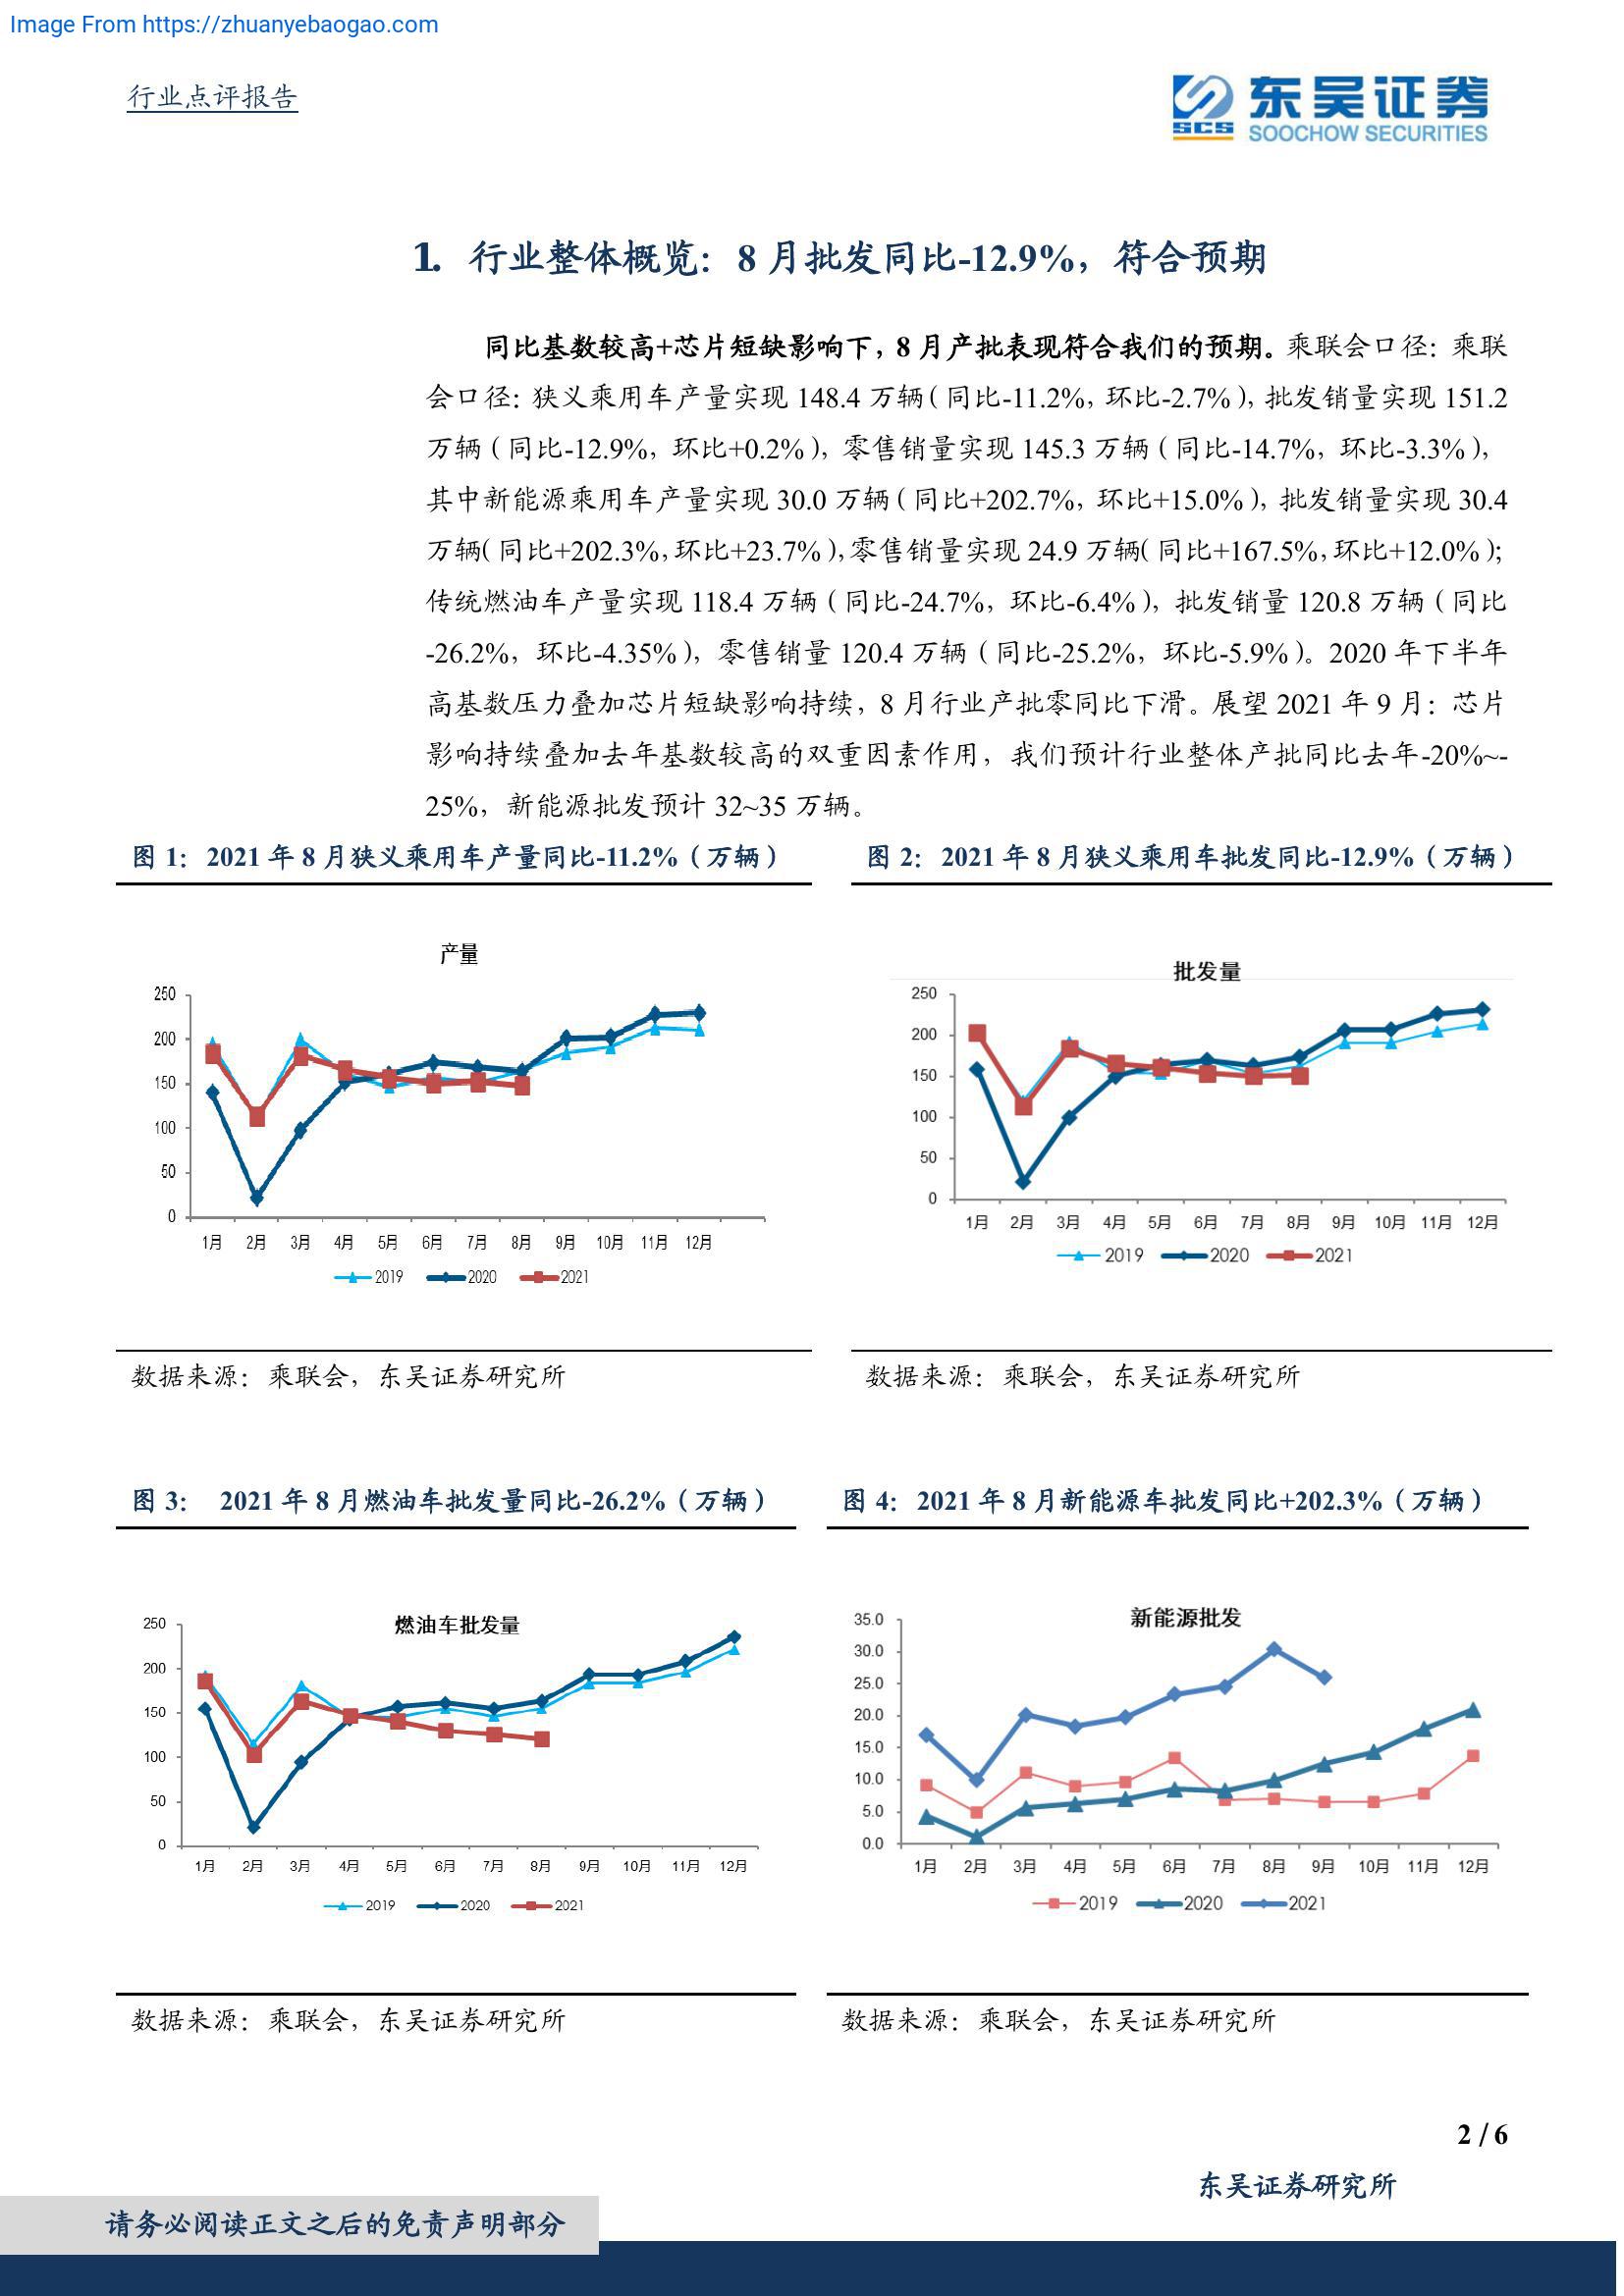 Image From https://zhuanyebaogao.com
行业点评报告
SCS
东吴证券
SOOCHOW SECURITIES
1. 行业整体概览：8 月批发同比-12.9%，符合预期
同比基数较高+芯片短缺影响下，8 月产批表现符合我们的预期。乘联会口径：乘联
会口径：狭义乘用车产量实现 148.4 万辆（同比-11.2%，环比-2.7%），批发销量实现 151.2
万辆（同比-12.9%，环比+0.2%），零售销量实现 145.3 万辆（同比-14.7%，环比-3.3%），
其中新能源乘用车产量实现 30.0 万辆（同比+202.7%，环比+15.0%），批发销量实现 30.4
万辆（同比+202.3%，环比+23.7%），零售销量实现 24.9 万辆（同比+167.5%，环比+12.0%）；
传统燃油车产量实现 118.4 万辆（同比-24.7%，环比-6.4%），批发销量 120.8 万辆（同比
-26.2%，环比-4.35%），零售销量 120.4 万辆（同比-25.2%，环比-5.9%）。2020 年下半年
高基数压力叠加芯片短缺影响持续，8 月行业产批零同比下滑。展望 2021 年 9 月：芯片
影响持续叠加去年基数较高的双重因素作用，我们预计行业整体产批同比去年-20%~-
25%，新能源批发预计 32~35 万辆。
图 1：2021 年 8 月狭义乘用车产量同比-11.2%（万辆）
产量
250
200
150
100
50
0
1月 2月 3月 4月 5月 6月 7月 8月 9月 10月 11月 12月
2019 2020 2021
数据来源：乘联会，东吴证券研究所
图 2：2021 年 8 月狭义乘用车批发同比-12.9%（万辆）
批发量
250
200
150
100
50
0
1月 2月 3月 4月 5月 6月 7月 8月 9月 10月 11月 12月
2019 2020 2021
数据来源：乘联会，东吴证券研究所
图 3： 2021 年 8 月燃油车批发量同比-26.2%（万辆）
燃油车批发量
250
200
150
100
50
0
1月 2月 3月 4月 5月 6月 7月 8月 9月 10月 11月 12月
2019 2020 2021
数据来源：乘联会，东吴证券研究所
图 4：2021 年 8 月新能源车批发同比+202.3%（万辆）
新能源批发
35.0
30.0
25.0
20.0
15.0
10.0
5.0
0.0
1月 2月 3月 4月 5月 6月 7月 8月 9月 10月 11月 12月
2019 2020 2021
数据来源：乘联会，东吴证券研究所
2 / 6
东吴证券研究所
请务必阅读正文之后的免责声明部分